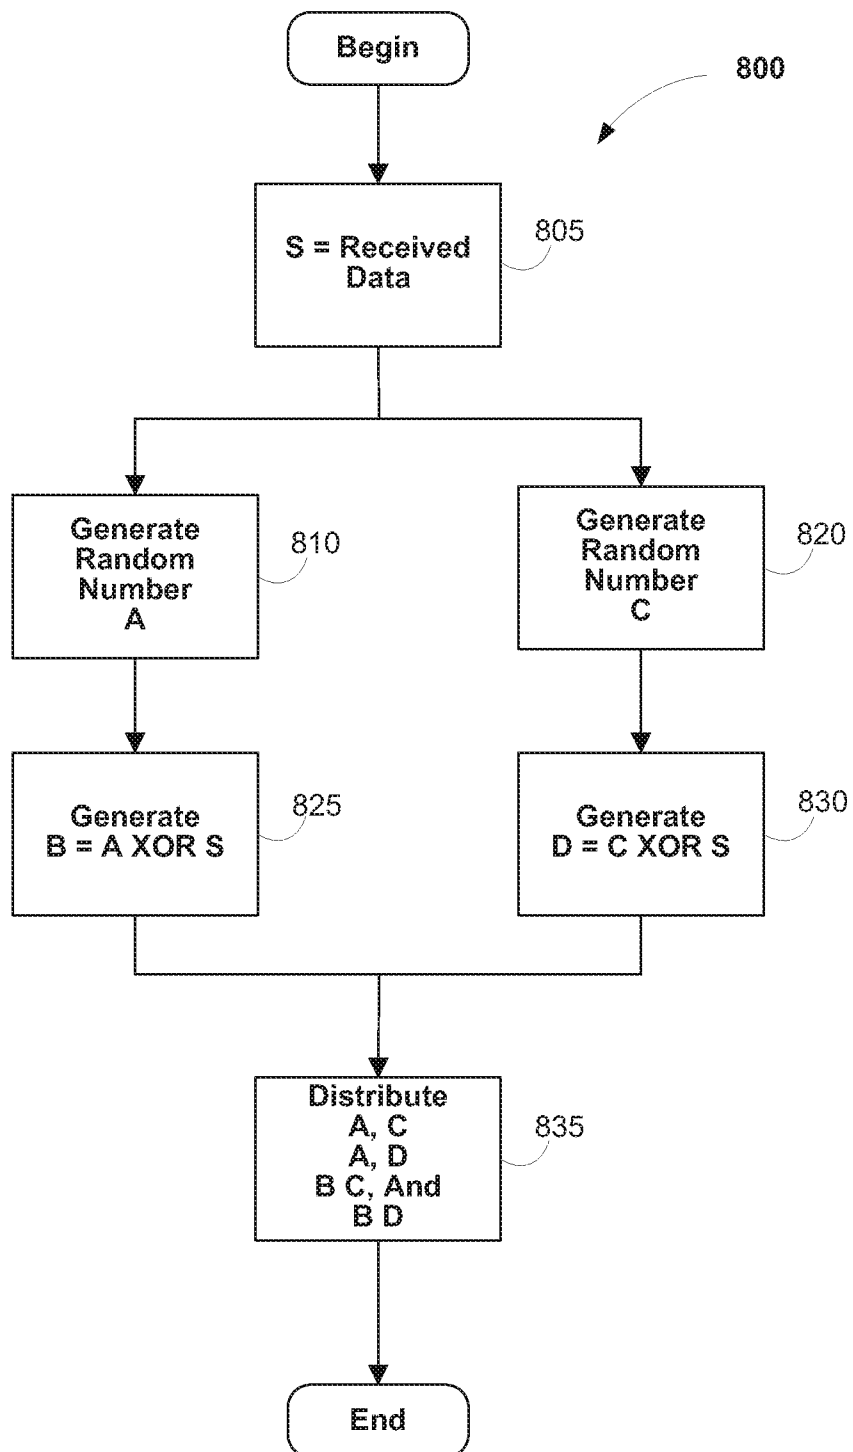 Begin
800
S = Received
Data
805
Generate
Random
Number
A
810
Generate
Random
Number
C
820
Generate
B = A XOR S
825
Generate
D = C XOR S
830
Distribute
A, C
A, D
B C, And
B D
835
End